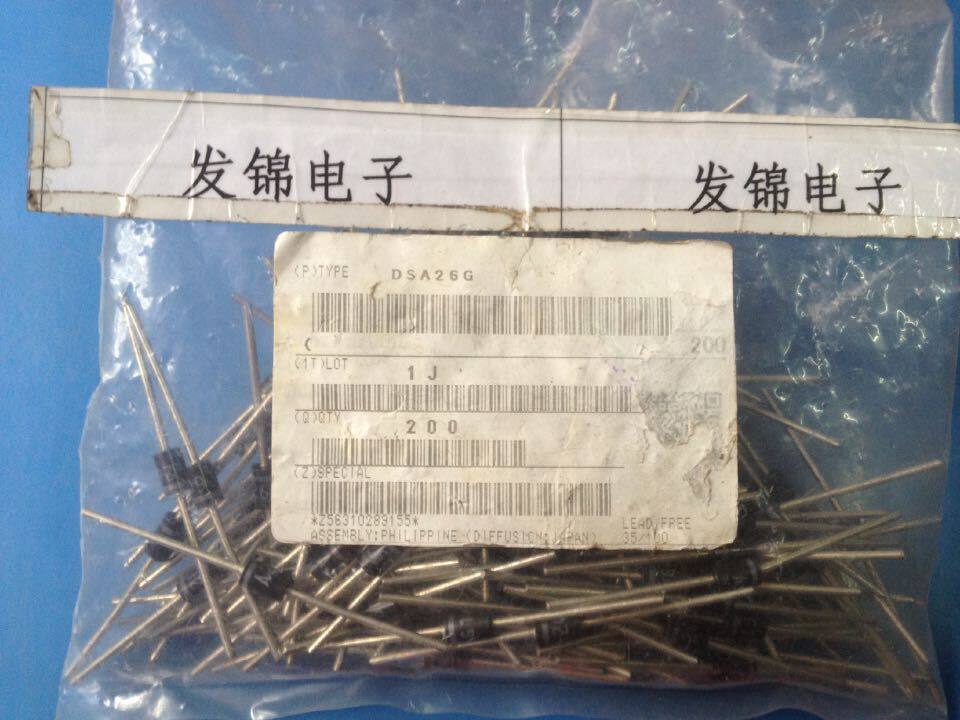 发锦电子 发锦电子
(P)TYPE DSA26G
( 200
(1T)LOT 1J
(Q)QTY 200
(Z)SPECIAL
*Z56310289155* LEAD/FREE
ASSEMBLY:PHILIPPINE (DIFFUSION:JAPAN) 35/100